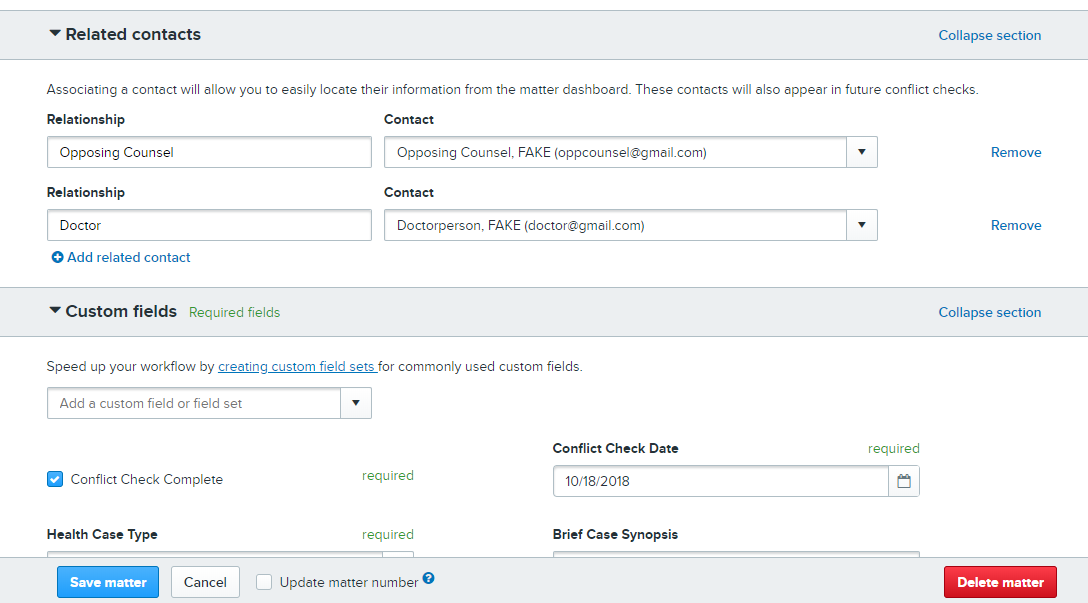 Related contacts
Collapse section
Associating a contact will allow you to easily locate their information from the matter dashboard. These contacts will also appear in future conflict checks.
Relationship
Contact
Opposing Counsel
Opposing Counsel, FAKE (oppcounsel@gmail.com)
Remove
Relationship
Contact
Doctor
Doctorperson, FAKE (doctor@gmail.com)
Remove
Add related contact
Custom fields
Required fields
Collapse section
Speed up your workflow by creating custom field sets for commonly used custom fields.
Add a custom field or field set
Conflict Check Complete
required
Conflict Check Date
required
10/18/2018
Health Case Type
required
Brief Case Synopsis
Save matter
Cancel
Update matter number ?
Delete matter